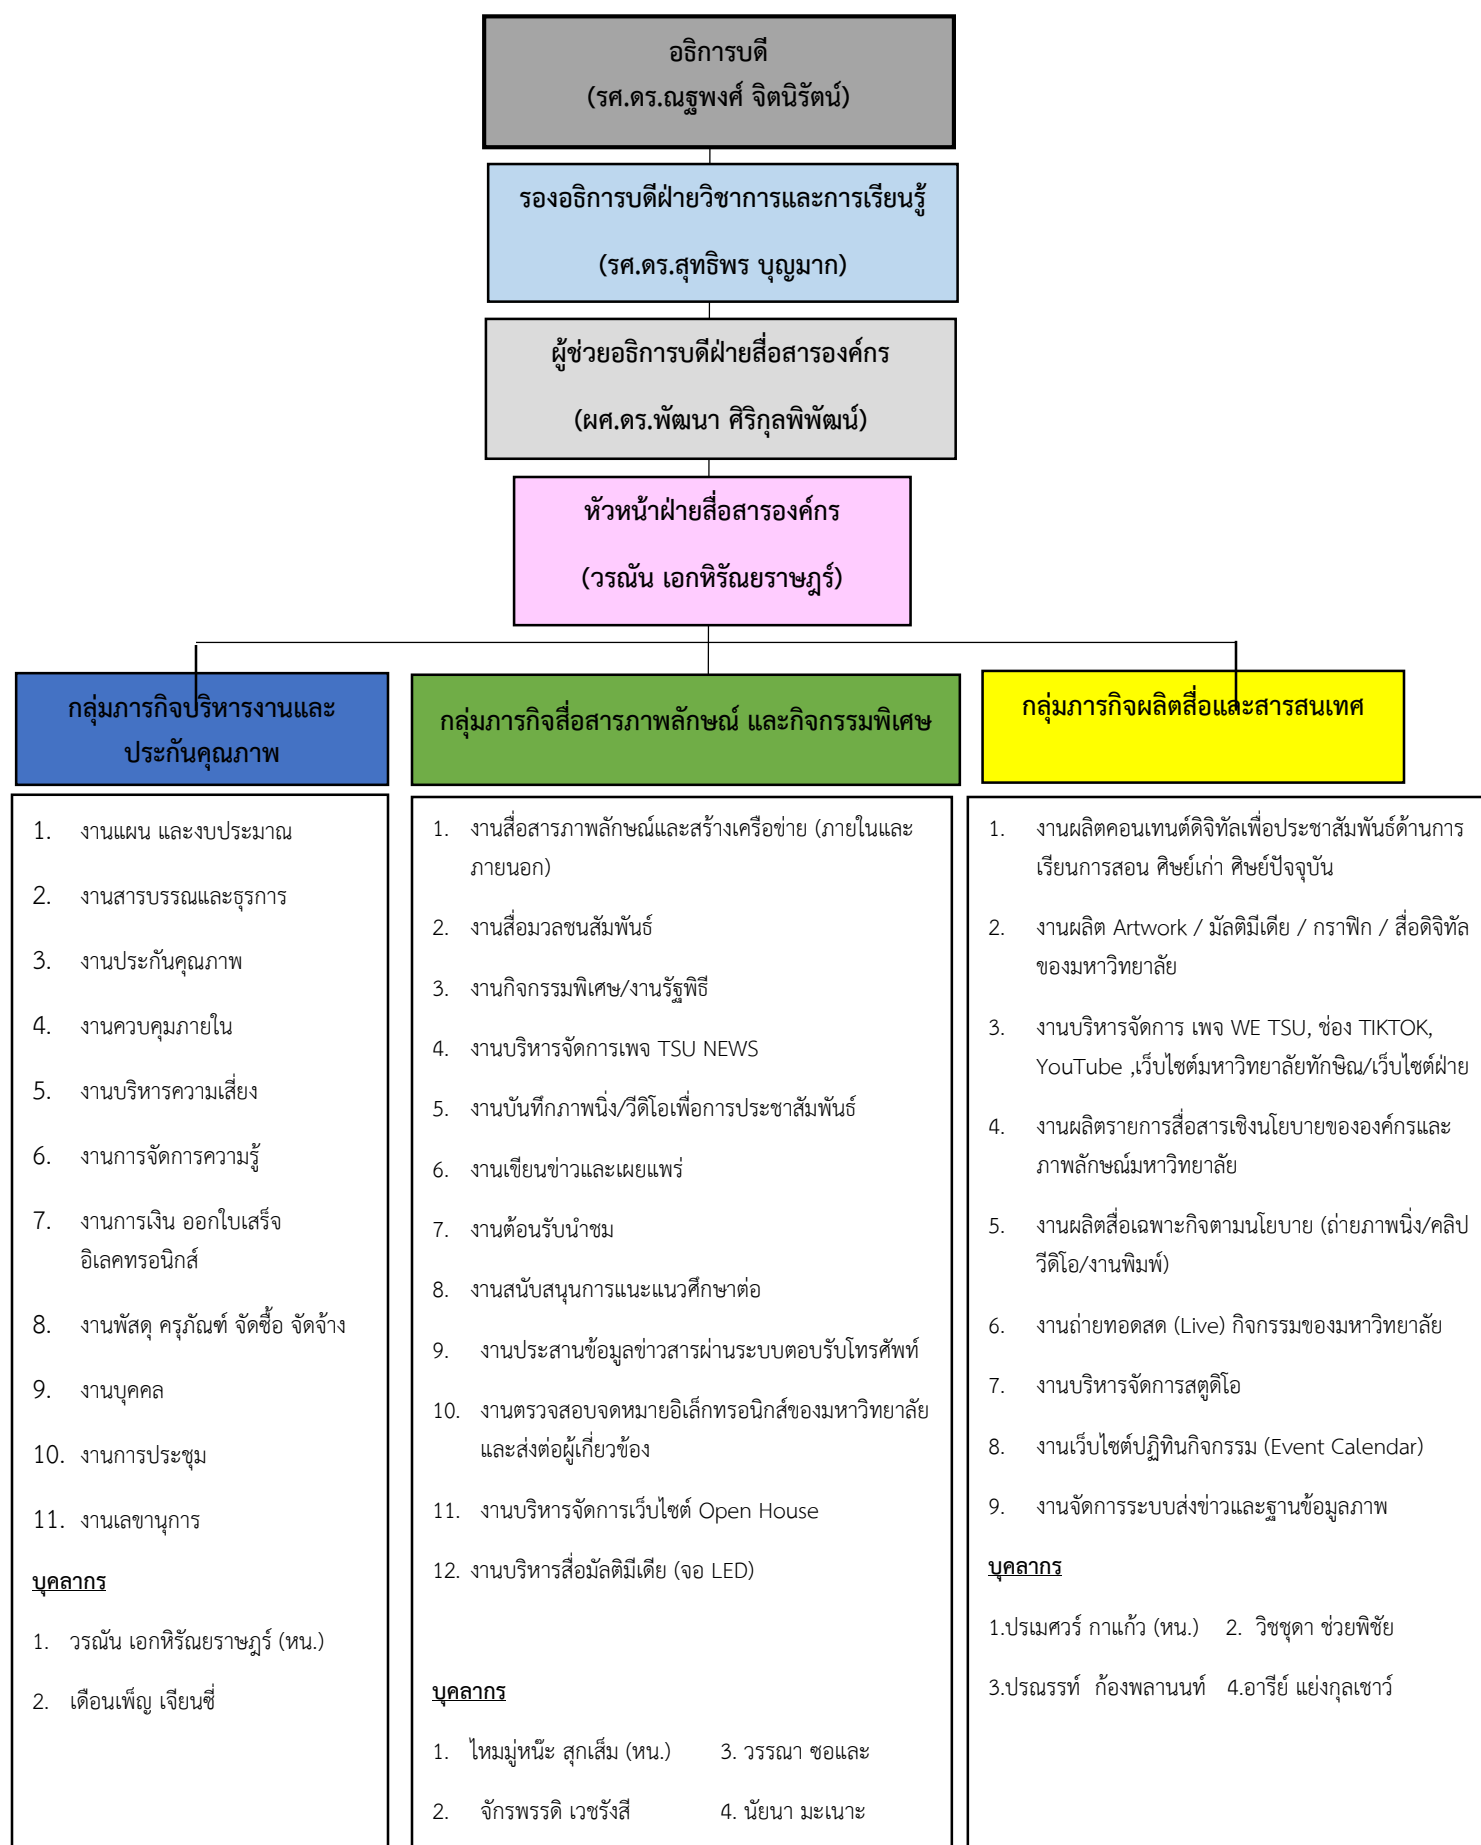 อธิการบดี
(รศ.ดร.ณฐพงศ์ จิตนิรัตน์)
รองอธิการบดีฝ่ายวิชาการและการเรียนรู้
(รศ.ดร.สุทธิพร บุญมาก)
ผู้ช่วยอธิการบดีฝ่ายสื่อสารองค์กร
(ผศ.ดร.พัฒนา ศิริกุลพิพัฒน์)
หัวหน้าฝ่ายสื่อสารองค์กร
(วรณัน เอกหิรัณยราษฎร์)
กลุ่มภารกิจบริหารงานและ
ประกันคุณภาพ
1. งานแผน และงบประมาณ
2. งานสารบรรณและธุรการ
3. งานประกันคุณภาพ
4. งานควบคุมภายใน
5. งานบริหารความเสี่ยง
6. งานการจัดการความรู้
7. งานการเงิน ออกใบเสร็จ
อิเลคทรอนิกส์
8. งานพัสดุ ครุภัณฑ์ จัดซื้อ จัดจ้าง
9. งานบุคคล
10. งานการประชุม
11. งานเลขานุการ
บุคลากร
1. วรณัน เอกหิรัณยราษฎร์ (หน.)
2. เดือนเพ็ญ เจียนซี่
กลุ่มภารกิจสื่อสารภาพลักษณ์ และกิจกรรมพิเศษ
1. งานสื่อสารภาพลักษณ์และสร้างเครือข่าย (ภายในและ
ภายนอก)
2. งานสื่อมวลชนสัมพันธ์
3. งานกิจกรรมพิเศษ/งานรัฐพิธี
4. งานบริหารจัดการเพจ TSU NEWS
5. งานบันทึกภาพนิ่ง/วีดิโอเพื่อการประชาสัมพันธ์
6. งานเขียนข่าวและเผยแพร่
7. งานต้อนรับนำชม
8. งานสนับสนุนการแนะแนวศึกษาต่อ
9. งานประสานข้อมูลข่าวสารผ่านระบบตอบรับโทรศัพท์
10. งานตรวจสอบจดหมายอิเล็กทรอนิกส์ของมหาวิทยาลัย
และส่งต่อผู้เกี่ยวข้อง
11. งานบริหารจัดการเว็บไซต์ Open House
12. งานบริหารสื่อมัลติมีเดีย (จอ LED)
บุคลากร
1. ไหมมู่หน๊ะ สุกเส็ม (หน.) 3. วรรณา ซอและ
2. จักรพรรดิ เวชรังสี 4. นัยนา มะเนาะ
กลุ่มภารกิจผลิตสื่อและสารสนเทศ
1. งานผลิตคอนเทนต์ดิจิทัลเพื่อประชาสัมพันธ์ด้านการ
เรียนการสอน ศิษย์เก่า ศิษย์ปัจจุบัน
2. งานผลิต Artwork / มัลติมีเดีย / กราฟิก / สื่อดิจิทัล
ของมหาวิทยาลัย
3. งานบริหารจัดการ เพจ WE TSU, ช่อง TIKTOK,
YouTube ,เว็บไซต์มหาวิทยาลัยทักษิณ/เว็บไซต์ฝ่าย
4. งานผลิตรายการสื่อสารเชิงนโยบายขององค์กรและ
ภาพลักษณ์มหาวิทยาลัย
5. งานผลิตสื่อเฉพาะกิจตามนโยบาย (ถ่ายภาพนิ่ง/คลิป
วีดิโอ/งานพิมพ์)
6. งานถ่ายทอดสด (Live) กิจกรรมของมหาวิทยาลัย
7. งานบริหารจัดการสตูดิโอ
8. งานเว็บไซต์ปฏิทินกิจกรรม (Event Calendar)
9. งานจัดการระบบส่งข่าวและฐานข้อมูลภาพ
บุคลากร
1.ปรเมศวร์ กาแก้ว (หน.) 2. วิชชุดา ช่วยพิชัย
3.ปรณรรท์ ก้องพลานนท์ 4.อารีย์ แย่งกุลเชาว์